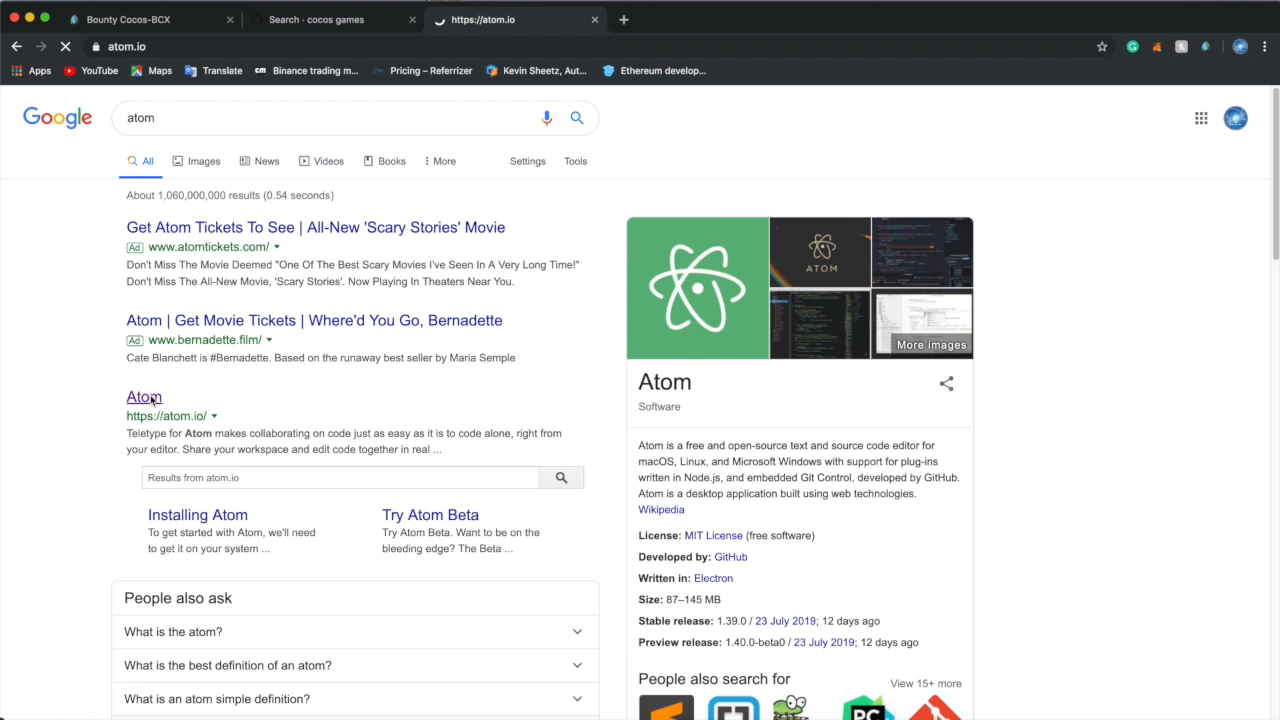 Bounty Cocos-BCX
Search · cocos games
https://atom.io
atom.io
Apps
YouTube
Maps
Translate
Binance trading m...
Pricing – Referrizer
Kevin Sheetz, Aut...
Ethereum develop...
Google
atom
All
Images
News
Videos
Books
More
Settings
Tools
About 1,060,000,000 results (0.54 seconds)
Get Atom Tickets To See | All-New 'Scary Stories' Movie
Ad www.atomtickets.com/
Don't Miss The Movie Deemed "One Of The Best Scary Movies I've Seen In A Very Long Time!"
Don't Miss The All-New Movie, 'Scary Stories'. Now Playing In Theaters Near You.
Atom | Get Movie Tickets | Where'd You Go, Bernadette
Ad www.bernadette.film/
Cate Blanchett is #Bernadette. Based on the runaway best seller by Maria Semple
Atom
https://atom.io/
Teletype for Atom makes collaborating on code just as easy as it is to code alone, right from
your editor. Share your workspace and edit code together in real ...
Results from atom.io
Installing Atom
To get started with Atom, we'll need
to get it on your system ...
Try Atom Beta
Try Atom Beta. Want to be on the
bleeding edge? The Beta ...
People also ask
What is the atom?
What is the best definition of an atom?
What is an atom simple definition?
ATOM
More images
Atom
Software
Atom is a free and open-source text and source code editor for
macOS, Linux, and Microsoft Windows with support for plug-ins
written in Node.js, and embedded Git Control, developed by GitHub.
Atom is a desktop application built using web technologies.
Wikipedia
License: MIT License (free software)
Developed by: GitHub
Written in: Electron
Size: 87–145 MB
Stable release: 1.39.0 / 23 July 2019; 12 days ago
Preview release: 1.40.0-beta0 / 23 July 2019; 12 days ago
People also search for
View 15+ more
PC